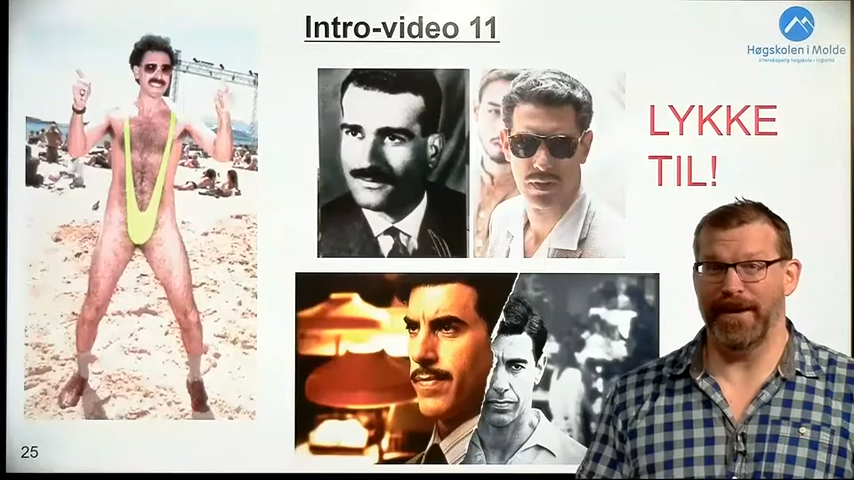 Intro-video 11
Høgskolen i Molde
Vitenskapelig høgskole i logistikk
LYKKE
TIL!
25